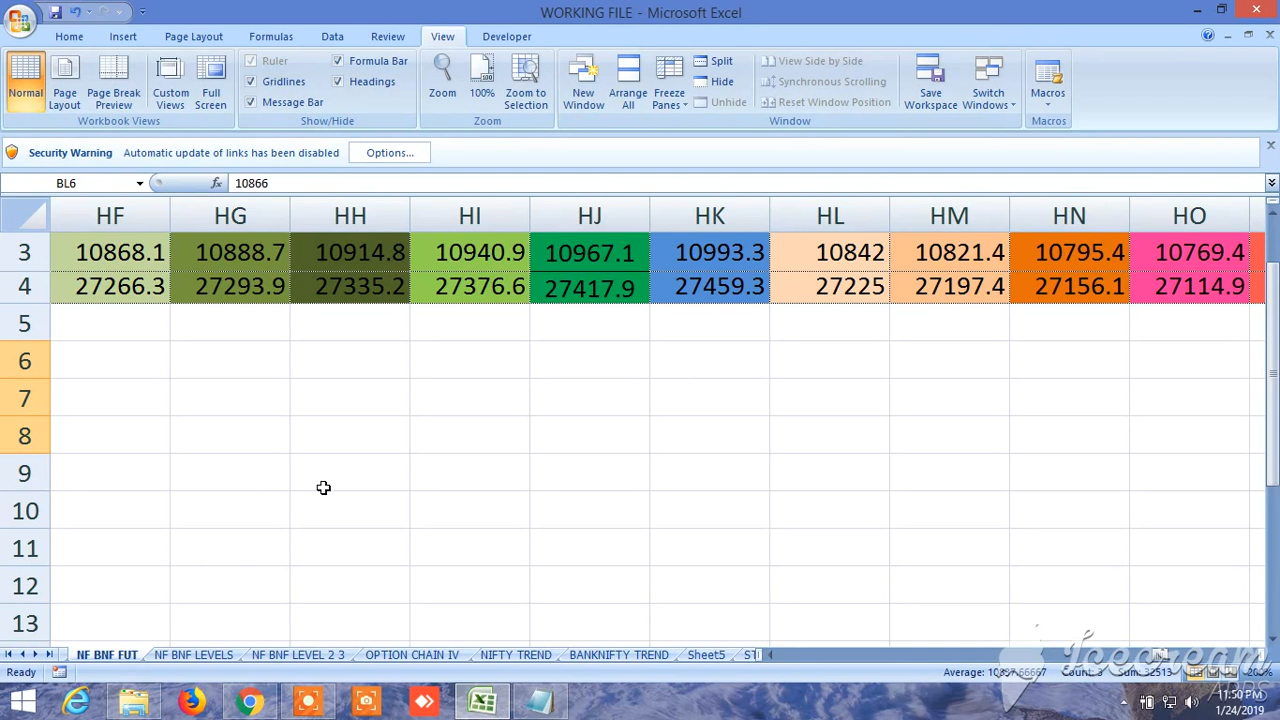 WORKING FILE - Microsoft Excel
Home Insert Page Layout Formulas Data Review View Developer
Normal Page Layout Page Break Preview Custom Views Full Screen
Workbook Views
Ruler Formula Bar
Gridlines Headings
Message Bar
Show/Hide
Zoom 100% Zoom to Selection
Zoom
New Window Arrange All Freeze Panes
Split
Hide
Unhide
View Side by Side
Synchronous Scrolling
Reset Window Position
Save Workspace Switch Windows
Window
Macros
Macros
Security Warning Automatic update of links has been disabled Options...
BL6 fx 10866
HF HG HH HI HJ HK HL HM HN HO
3 10868.1 10888.7 10914.8 10940.9 10967.1 10993.3 10842 10821.4 10795.4 10769.4
4 27266.3 27293.9 27335.2 27376.6 27417.9 27459.3 27225 27197.4 27156.1 27114.9
5
6
7
8
9
10
11
12
13
NF BNF FUT NF BNF LEVELS NF BNF LEVEL 2 3 OPTION CHAIN IV NIFTY TREND BANKNIFTY TREND Sheet5 ST
Ready Count: 3 200%
Icecream
APPS
11:50 PM
1/24/2019